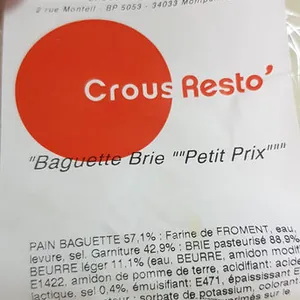 2 rue Monteil - BP 5053 - 34033 Montpe
Crous Resto'
"Baguette Brie ""Petit Prix"""
PAIN BAGUETTE 57,1% : Farine de FROMENT, eau,
levure, sel. Garniture 42,9% : BRIE pasteurisé 88.9%
BEURRE léger 11.1% (eau, BEURRE, amidon modif
E1422, amidon de pomme de terre, acidifiant: acide
lactique, sel 0,4%, émulsifiant: E471, épaississant E
sorbate de potassium, colorant: